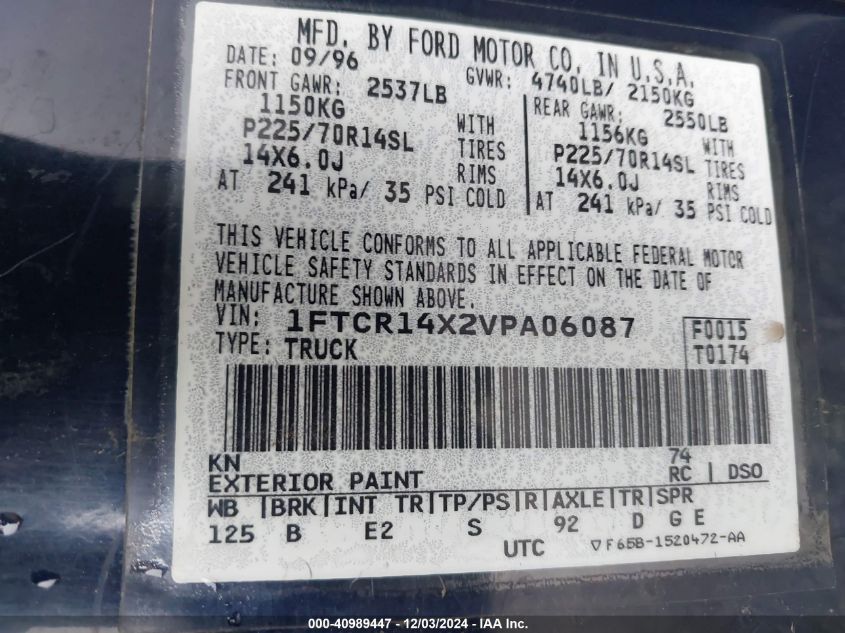 MFD. BY FORD MOTOR CO. IN U.S.A.
DATE: 09/96 GVWR: 4740LB/ 2150KG
FRONT GAWR: 2537LB REAR GAWR: 2550LB
1150KG WITH 1156KG WITH
P225/70R14SL TIRES P225/70R14SL TIRES
14X6.0J RIMS 14X6.0J RIMS
AT 241 kPa/ 35 PSI COLD AT 241 kPa/ 35 PSI COLD
THIS VEHICLE CONFORMS TO ALL APPLICABLE FEDERAL MOTOR
VEHICLE SAFETY STANDARDS IN EFFECT ON THE DATE OF
MANUFACTURE SHOWN ABOVE.
VIN: 1FTCR14X2VPA06087 F0015
TYPE: TRUCK T0174
KN 74
EXTERIOR PAINT RC | DSO
WB |BRK|INT TR|TP/PS|R|AXLE|TR|SPR
125 B E2 S 92 D G E
UTC ▽F65B-1520472-AA
000-40989447 - 12/03/2024 - IAA Inc.